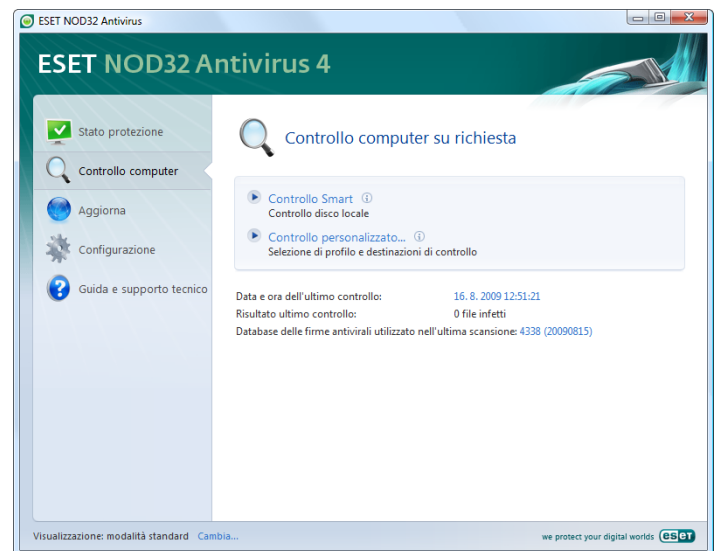 ESET NOD32 Antivirus
ESET NOD32 Antivirus 4
Stato protezione
Controllo computer
Aggiorna
Configurazione
Guida e supporto tecnico
Controllo computer su richiesta
Controllo Smart
Controllo disco locale
Controllo personalizzato...
Selezione di profilo e destinazioni di controllo
Data e ora dell'ultimo controllo: 16. 8. 2009 12:51:21
Risultato ultimo controllo: 0 file infetti
Database delle firme antivirali utilizzato nell'ultima scansione: 4338 (20090815)
Visualizzazione: modalità standard Cambia...
we protect your digital worlds eset